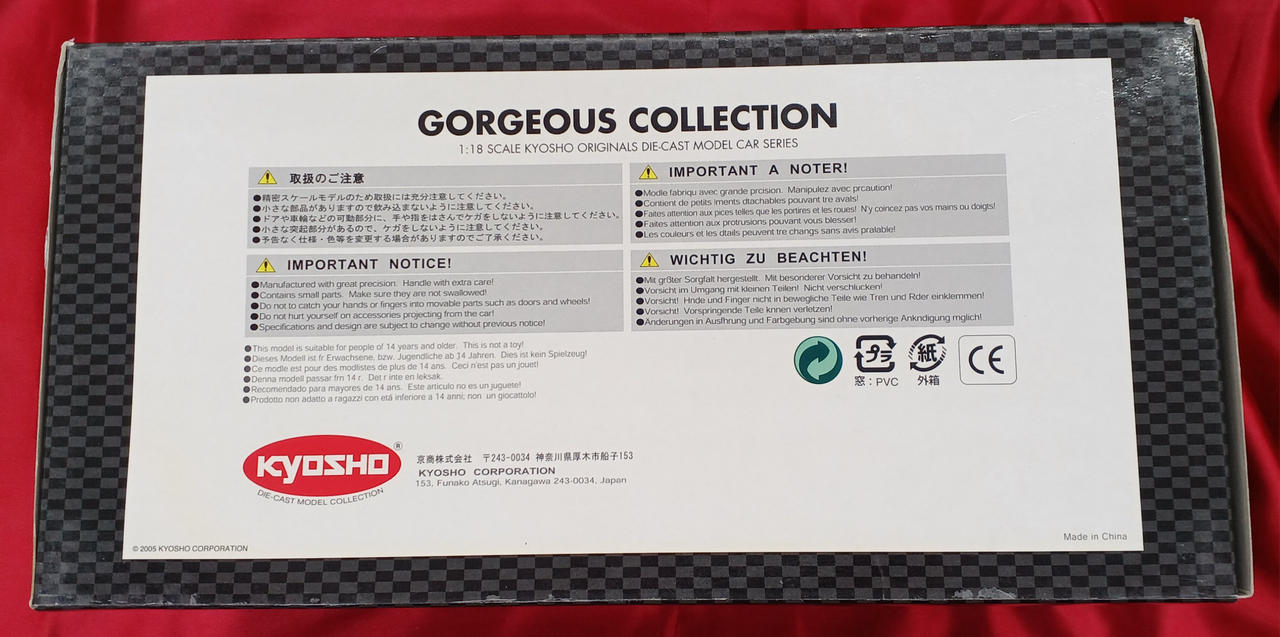 GORGEOUS COLLECTION
1:18 SCALE KYOSHO ORIGINALS DIE-CAST MODEL CAR SERIES
取扱のご注意
●精密スケールモデルのため取扱には充分注意してください。
●小さな部品がありますので飲み込まないように注意してください。
●ドアや車輪などの可動部分に、手や指をはさんでケガをしないように注意してください。
●小さな突起部分があるので、ケガをしないように注意してください。
●予告なく仕様・色等を変更する場合がありますのでご了承ください。
IMPORTANT A NOTER!
●Modle fabriqu avec grande prcision. Manipulez avec prcaution!
●Contient de petits lments dtachables pouvant tre avals!
●Faites attention aux pices telles que les portires et les roues! N'y coincez pas vos mains ou doigts!
●Faites attention aux protrusions pouvant vous blesser!
●Les couleurs et les dtails peuvent tre changs sans avis pralable!
IMPORTANT NOTICE!
●Manufactured with great precision. Handle with extra care!
●Contains small parts. Make sure they are not swallowed!
●Do not to catch your hands or fingers into movable parts such as doors and wheels!
●Do not hurt yourself on accessories projecting from the car!
●Specifications and design are subject to change without previous notice!
WICHTIG ZU BEACHTEN!
●Mit grßter Sorgfalt hergestellt. Mit besonderer Vorsicht zu behandeln!
●Vorsicht im Umgang mit kleinen Teilen! Nicht verschlucken!
●Vorsicht! Hnde und Finger nicht in bewegliche Teile wie Tren und Rder einklemmen!
●Vorsicht! Vorspringende Teile knnen verletzen!
●Änderungen in Ausfhrung und Farbgebung sind ohne vorherige Ankndigung mglich!
●This model is suitable for people of 14 years and older. This is not a toy!
●Dieses Modell ist fr Erwachsene, bzw. Jugendliche ab 14 Jahren. Dies ist kein Spielzeug!
●Ce modle est pour des modlistes de plus de 14 ans. Ceci n'est pas un jouet!
●Denna modell passar frn 14 r. Det r inte en leksak.
●Recomendado para mayores de 14 ans. Este articulo no es un juguete!
●Prodotto non adatto a ragazzi con etá inferiore a 14 anni; non un giocattolo!
プラ
紙
CE
窓：PVC
外箱
KYOSHO ®
DIE-CAST MODEL COLLECTION
京商株式会社 〒243-0034 神奈川県厚木市船子153
KYOSHO CORPORATION
153, Funako Atsugi, Kanagawa 243-0034, Japan
© 2005 KYOSHO CORPORATION
Made in China